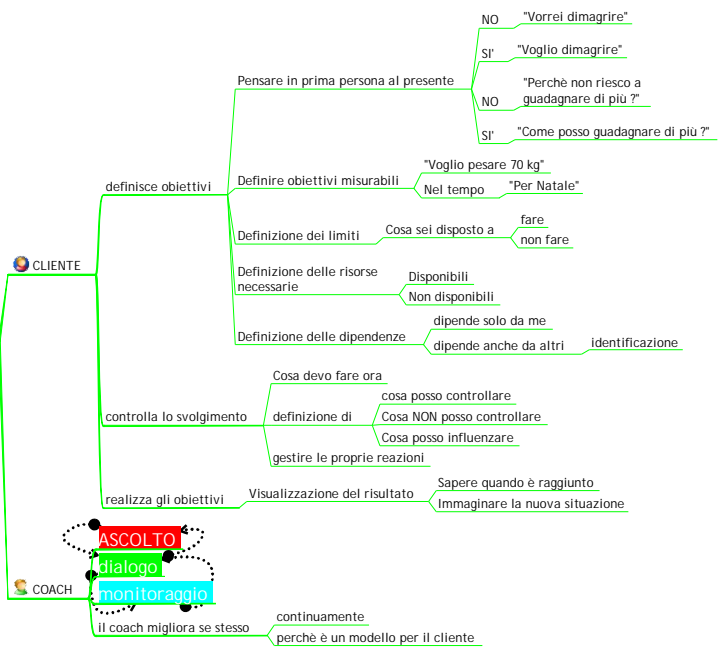 CLIENTE
definisce obiettivi
Pensare in prima persona al presente
NO
"Vorrei dimagrire"
SI'
"Voglio dimagrire"
NO
"Perchè non riesco a
guadagnare di più ?"
SI'
"Come posso guadagnare di più ?"
Definire obiettivi misurabili
"Voglio pesare 70 kg"
Nel tempo
"Per Natale"
Definizione dei limiti
Cosa sei disposto a
fare
non fare
Definizione delle risorse
necessarie
Disponibili
Non disponibili
Definizione delle dipendenze
dipende solo da me
dipende anche da altri
identificazione
controlla lo svolgimento
Cosa devo fare ora
definizione di
cosa posso controllare
Cosa NON posso controllare
Cosa posso influenzare
gestire le proprie reazioni
realizza gli obiettivi
Visualizzazione del risultato
Sapere quando è raggiunto
Immaginare la nuova situazione
COACH
ASCOLTO
dialogo
monitoraggio
il coach migliora se stesso
continuamente
perchè è un modello per il cliente